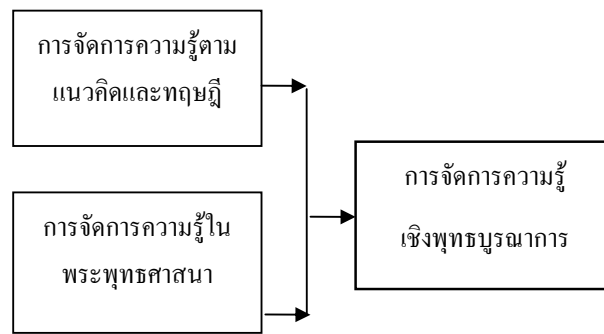 การจัดการความรู้ตาม
แนวคิดและทฤษฎี
การจัดการความรู้ใน
พระพุทธศาสนา
การจัดการความรู้
เชิงพุทธบูรณาการ